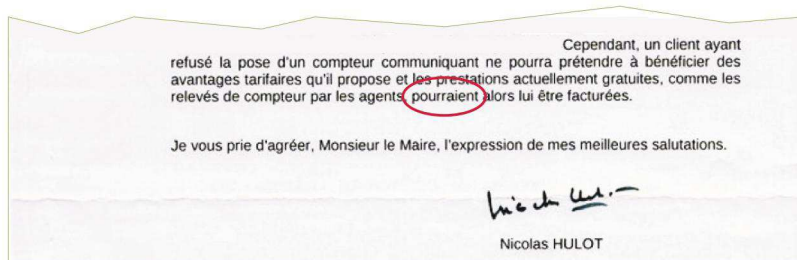 Cependant, un client ayant
refusé la pose d'un compteur communiquant ne pourra prétendre à bénéficier des
avantages tarifaires qu'il propose et les prestations actuellement gratuites, comme les
relevés de compteur par les agents, pourraient alors lui être facturées.
Je vous prie d'agréer, Monsieur le Maire, l'expression de mes meilleures salutations.
Nicolas HULOT